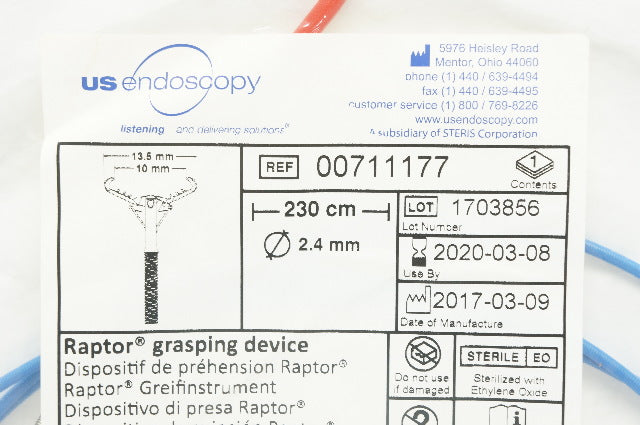 us endoscopy
listening and delivering solutions®
5976 Heisley Road
Mentor, Ohio 44060
phone (1) 440 / 639-4494
fax (1) 440 / 639-4495
customer service (1) 800 / 769-8226
www.usendoscopy.com
A subsidiary of STERIS Corporation
13.5 mm
10 mm
REF 00711177
1
Contents
230 cm
2.4 mm
LOT 1703856
Lot Number
2020-03-08
Use By
2017-03-09
Date of Manufacture
Raptor® grasping device
Dispositif de préhension Raptor®
Raptor® Greifinstrument
Dispositivo di presa Raptor®
Do not use
if damaged
STERILE EO
Sterilized with
Ethylene Oxide